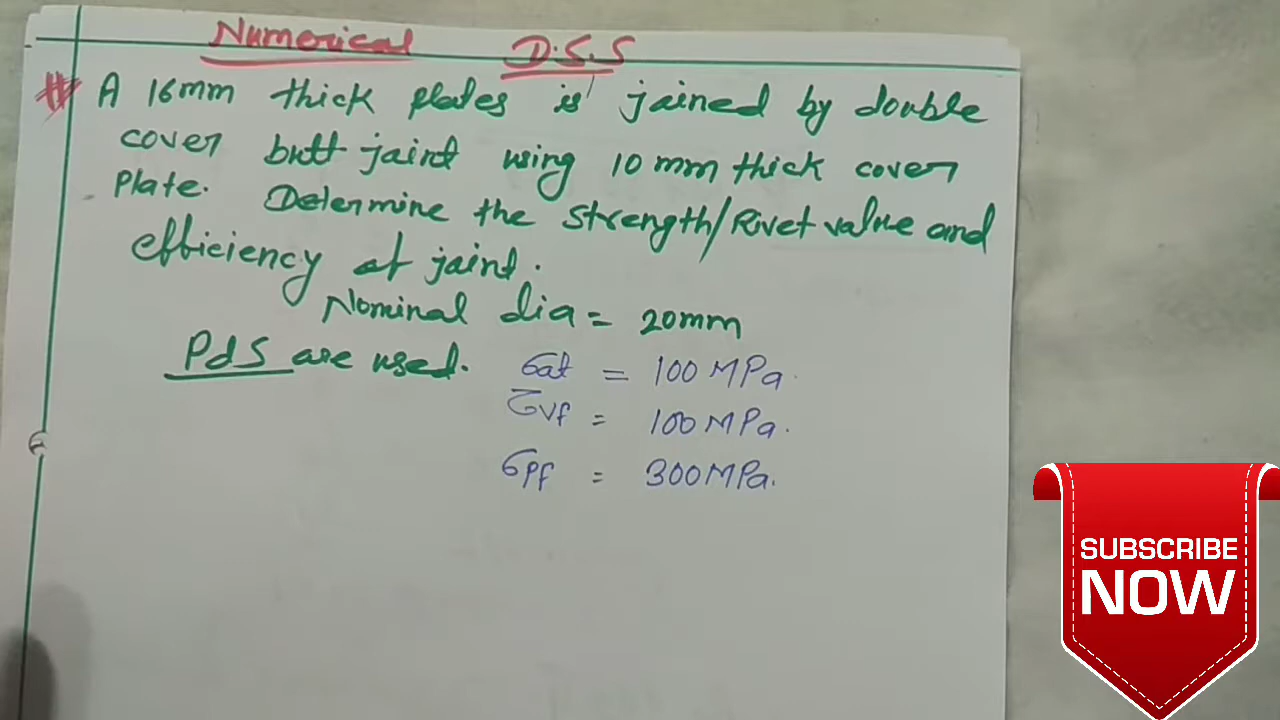 Numerical D.S.S
# A 16mm thick plates is jained by double
cover butt jaint using 10 mm thick cover
Plate. Determine the strength/Rivet value and
efficiency of jaint.
Nominal dia = 20mm
PdS are used. σat = 100 MPa.
τvf = 100 MPa.
σpf = 300 MPa.
SUBSCRIBE
NOW